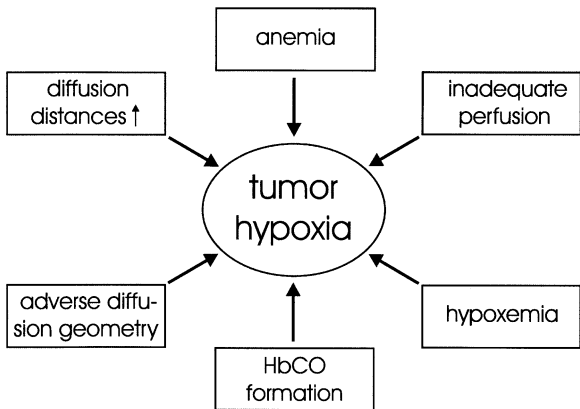 anemia
diffusion
distances ↑
inadequate
perfusion
tumor
hypoxia
adverse diffu-
sion geometry
hypoxemia
HbCO
formation